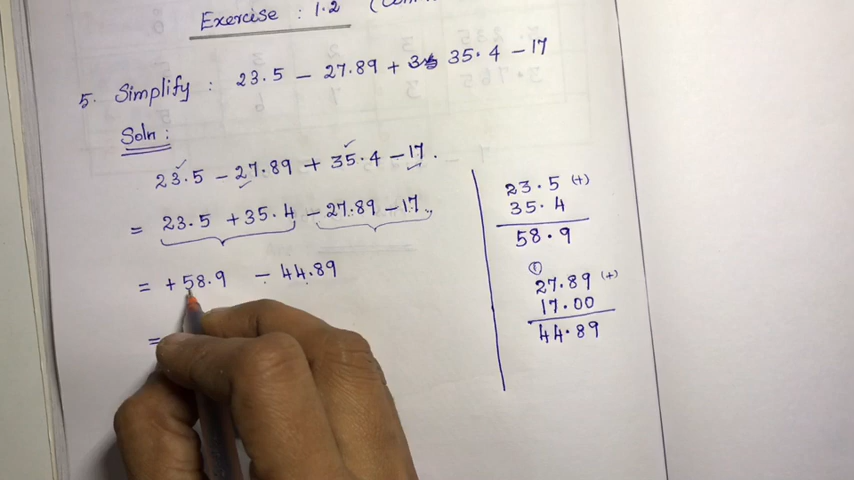 Exercise : 1.2
5. Simplify : 23.5 - 27.89 + 35.4 - 17
Soln :
23.5 - 27.89 + 35.4 - 17.
= 23.5 + 35.4 - 27.89 - 17.
= + 58.9 - 44.89
=
23.5 (+)
35.4
58.9
1
27.89 (+)
17.00
44.89